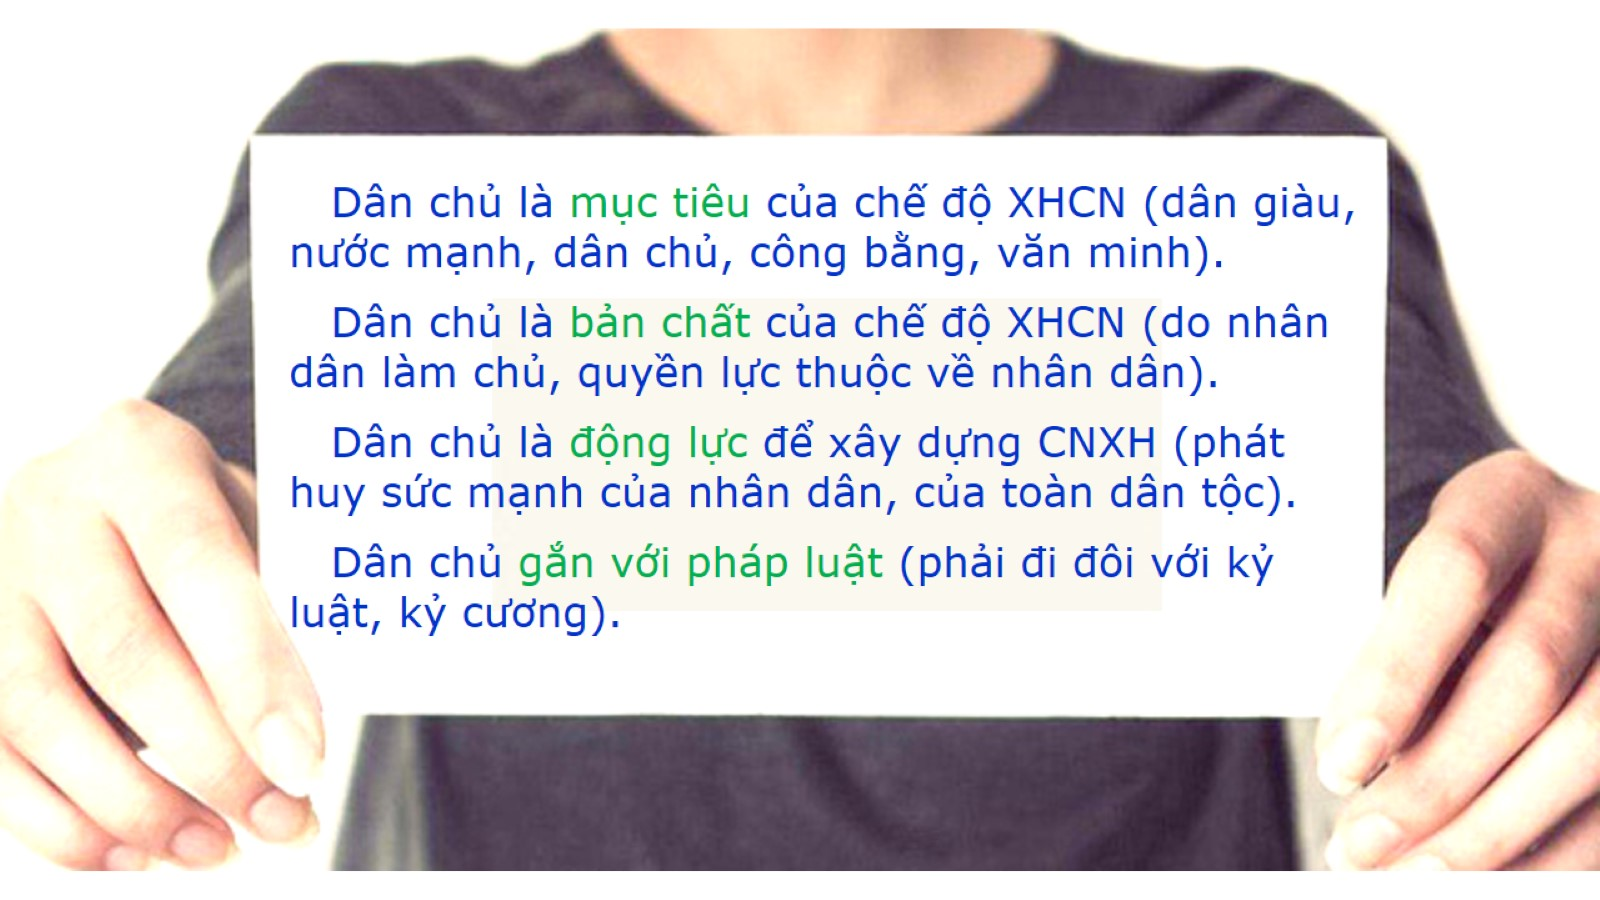 Dân chủ là mục tiêu của chế độ XHCN (dân giàu,
nước mạnh, dân chủ, công bằng, văn minh).
Dân chủ là bản chất của chế độ XHCN (do nhân
dân làm chủ, quyền lực thuộc về nhân dân).
Dân chủ là động lực để xây dựng CNXH (phát
huy sức mạnh của nhân dân, của toàn dân tộc).
Dân chủ gắn với pháp luật (phải đi đôi với kỷ
luật, kỷ cương).